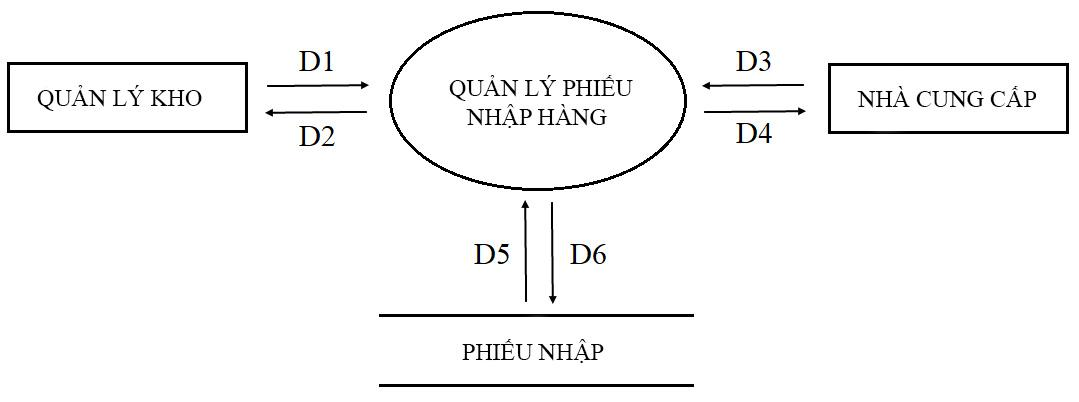 D1
D3
QUẢN LÝ KHO
QUẢN LÝ PHIẾU
NHẬP HÀNG
NHÀ CUNG CẤP
D2
D4
D5
D6
PHIẾU NHẬP